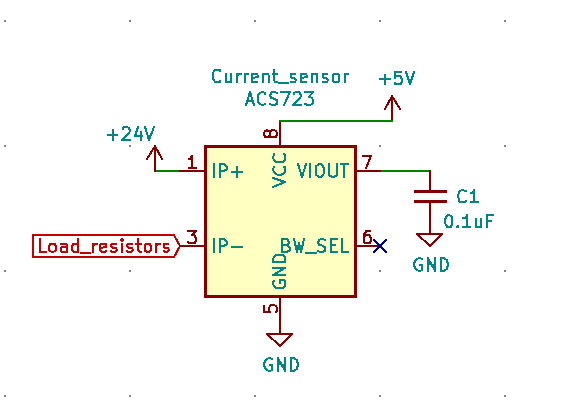 Current_sensor
ACS723
+5V
+24V
8
1
IP+
VCC
VIOUT
7
C1
0.1uF
Load_resistors
3
IP-
BW_SEL
6
GND
GND
5
GND